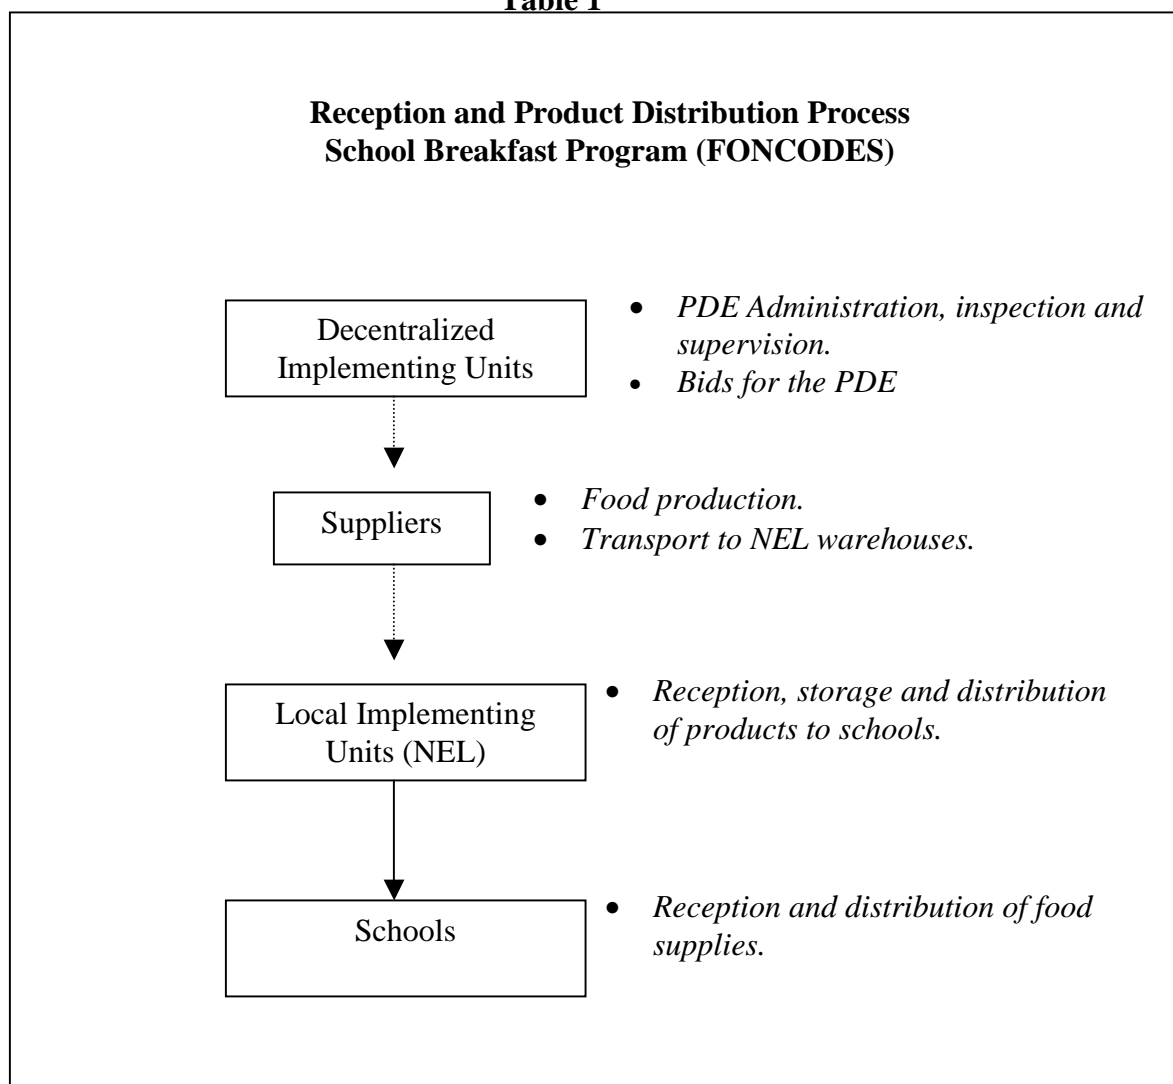 Table 1
Reception and Product Distribution Process
School Breakfast Program (FONCODES)
Decentralized
Implementing Units
• PDE Administration, inspection and
supervision.
• Bids for the PDE
Suppliers
• Food production.
• Transport to NEL warehouses.
Local Implementing
Units (NEL)
• Reception, storage and distribution
of products to schools.
Schools
• Reception and distribution of food
supplies.